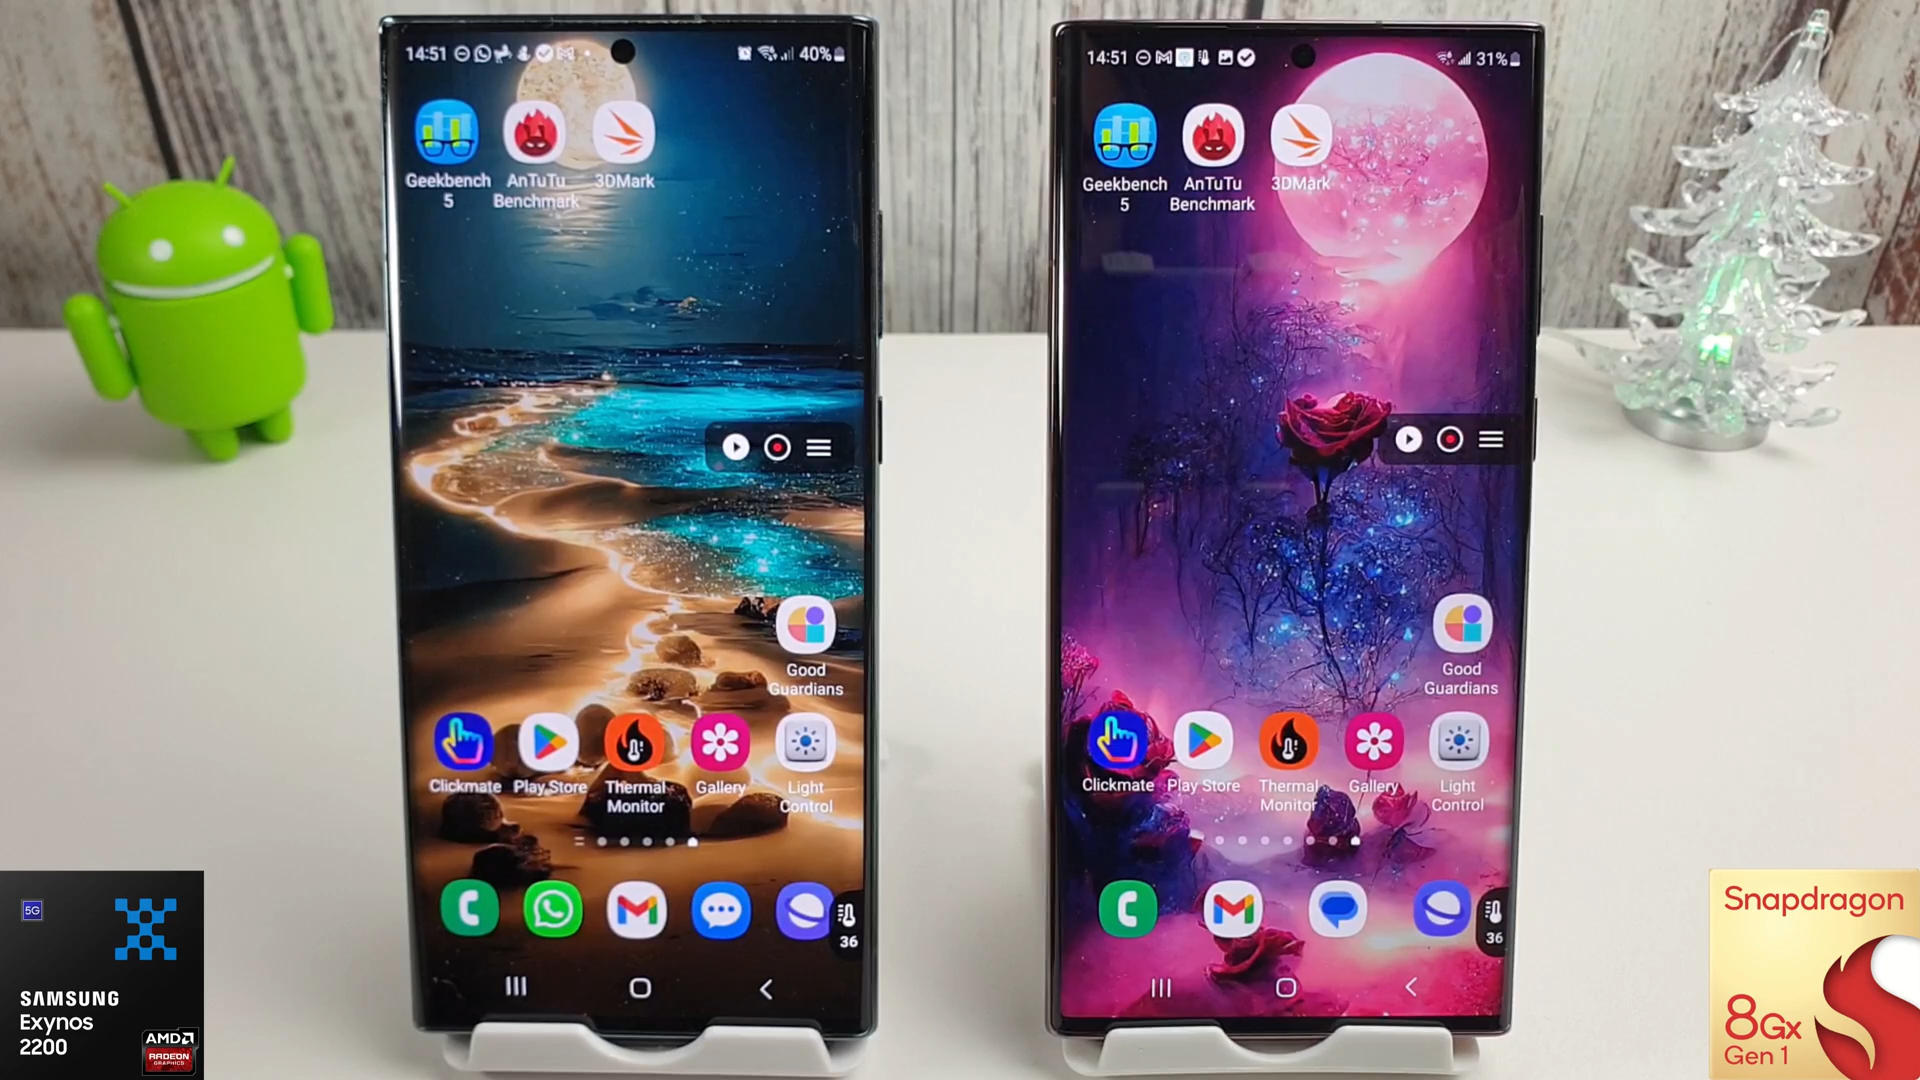 14:51
40%
Geekbench
5
AnTuTu
Benchmark
3DMark
Good
Guardians
Clickmate
Play Store
Thermal
Monitor
Gallery
Light
Control
36
14:51
31%
Geekbench
5
AnTuTu
Benchmark
3DMark
Good
Guardians
Clickmate
Play Store
Thermal
Monitor
Gallery
Light
Control
36
5G
SAMSUNG
Exynos
2200
AMD
RADEON
GRAPHICS
Snapdragon
8Gx
Gen 1